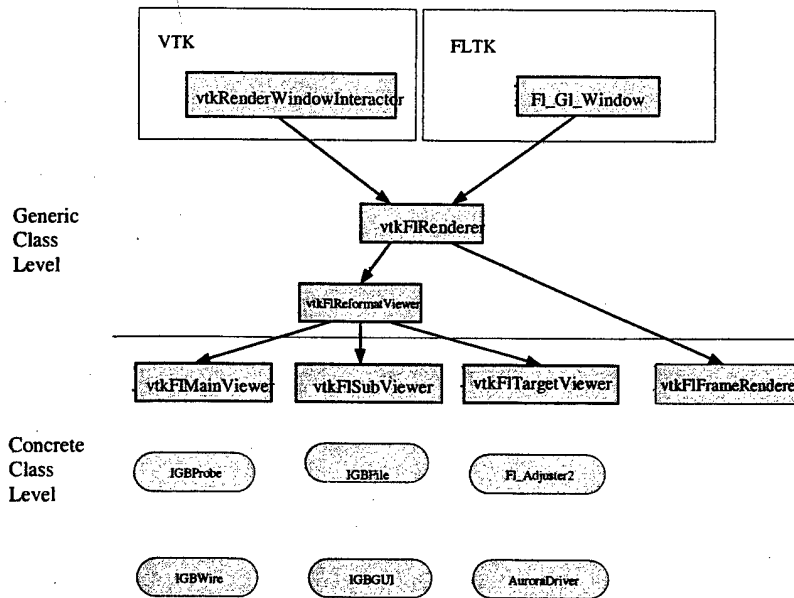 VTK
FLTK
vtkRenderWindowInteractor
Fl_Gl_Window
Generic
Class
Level
vtkFlRenderer
vtkFlReformatViewer
vtkFlMainViewer
vtkFlSubViewer
vtkFlTargetViewer
vtkFlFrameRendere
Concrete
Class
Level
IGBProbe
IGBFile
Fl_Adjuster2
IGBWire
IGBGUI
AuroraDriver